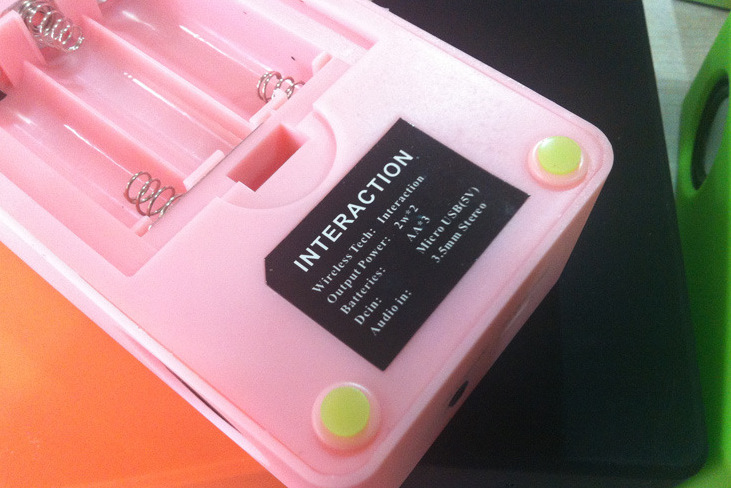 INTERACTION
Wireless Tech: Interaction
Output Power: 2w*2
Batteries: AA*3
Dcin: Micro USB(5V)
Audio in: 3.5mm Stereo